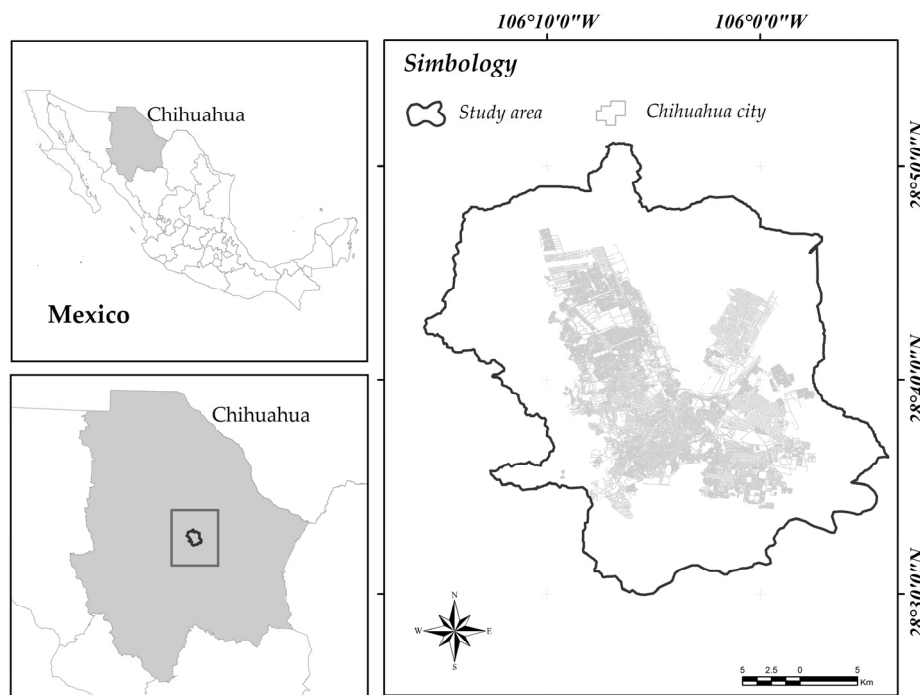 106°10'0"W
106°0'0"W
Chihuahua
Mexico
Chihuahua
Simbology
Study area
Chihuahua city
28°50'0"N
28°40'0"N
28°30'0"N
N
W
E
S
5 2.5 0 5
Km